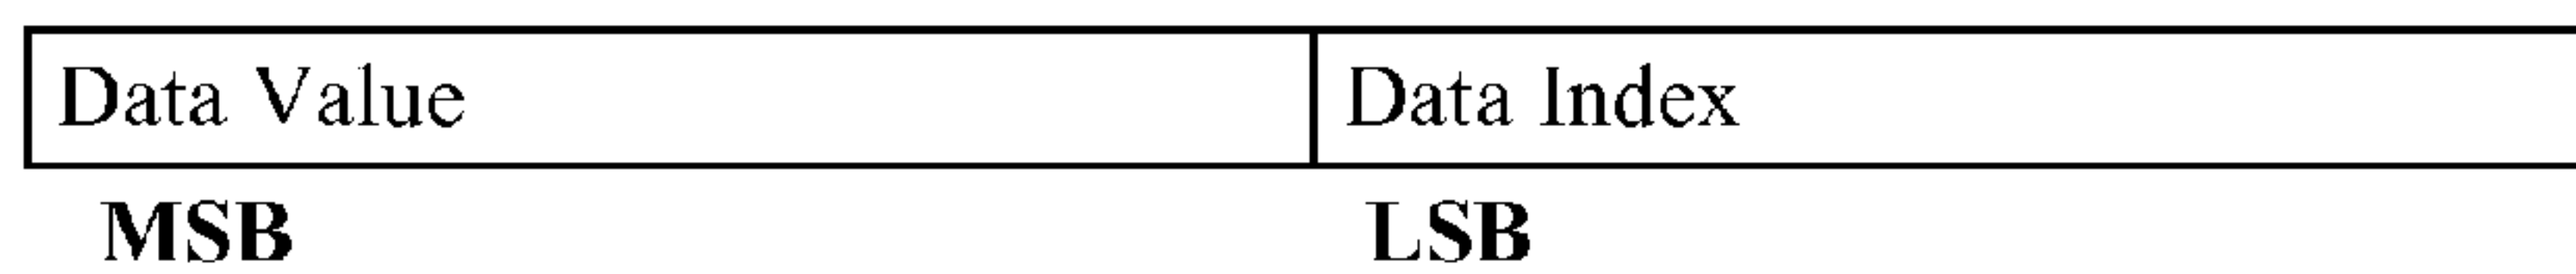 Data Value Data Index
MSB LSB